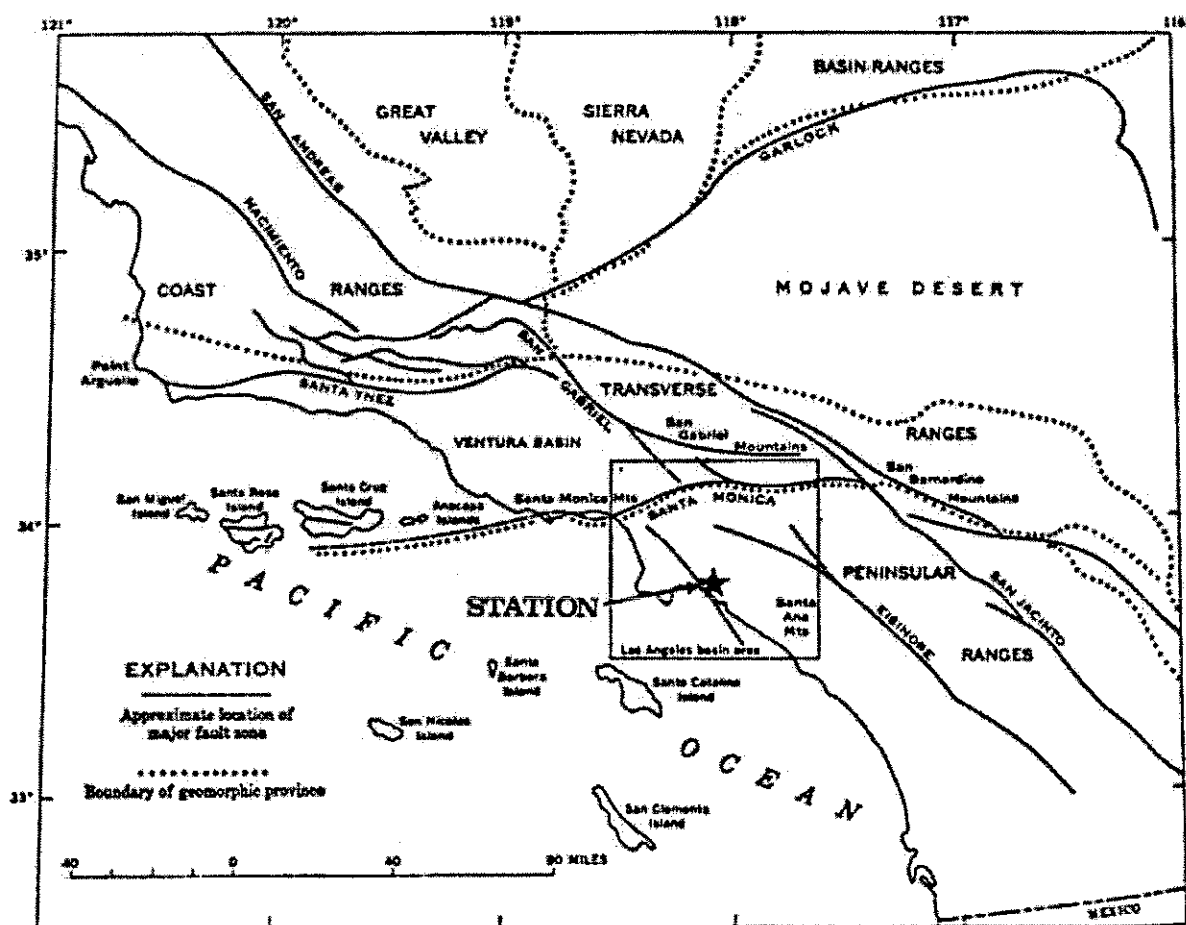 121° 120° 119° 118° 117° 116
BASIN-RANGES
GREAT
VALLEY
SIERRA
NEVADA
SAN ANDREAS
GARLOCK
NACIMIENTO
35°
COAST RANGES
MOJAVE DESERT
Point
Arguello
SANTA YNEZ
SAN GABRIEL
TRANSVERSE
RANGES
San
Gabriel
Mountains
VENTURA BASIN
San
Bernardino
Mountains
San Miguel
Island
Santa Rosa
Island
Santa Cruz
Island
Anacapa
Islands
Santa Monica Mts
SANTA MONICA
34°
PACIFIC
STATION
PENINSULAR
RANGES
Santa
Ana
Mts
ELSINORE
SAN JACINTO
Los Angeles basin area
EXPLANATION
Approximate location of
major fault zone
Boundary of geomorphic province
Santa
Barbara
Island
Santa Catalina
Island
San Nicolas
Island
OCEAN
33°
San Clemente
Island
40 0 40 80 MILES
MEXICO